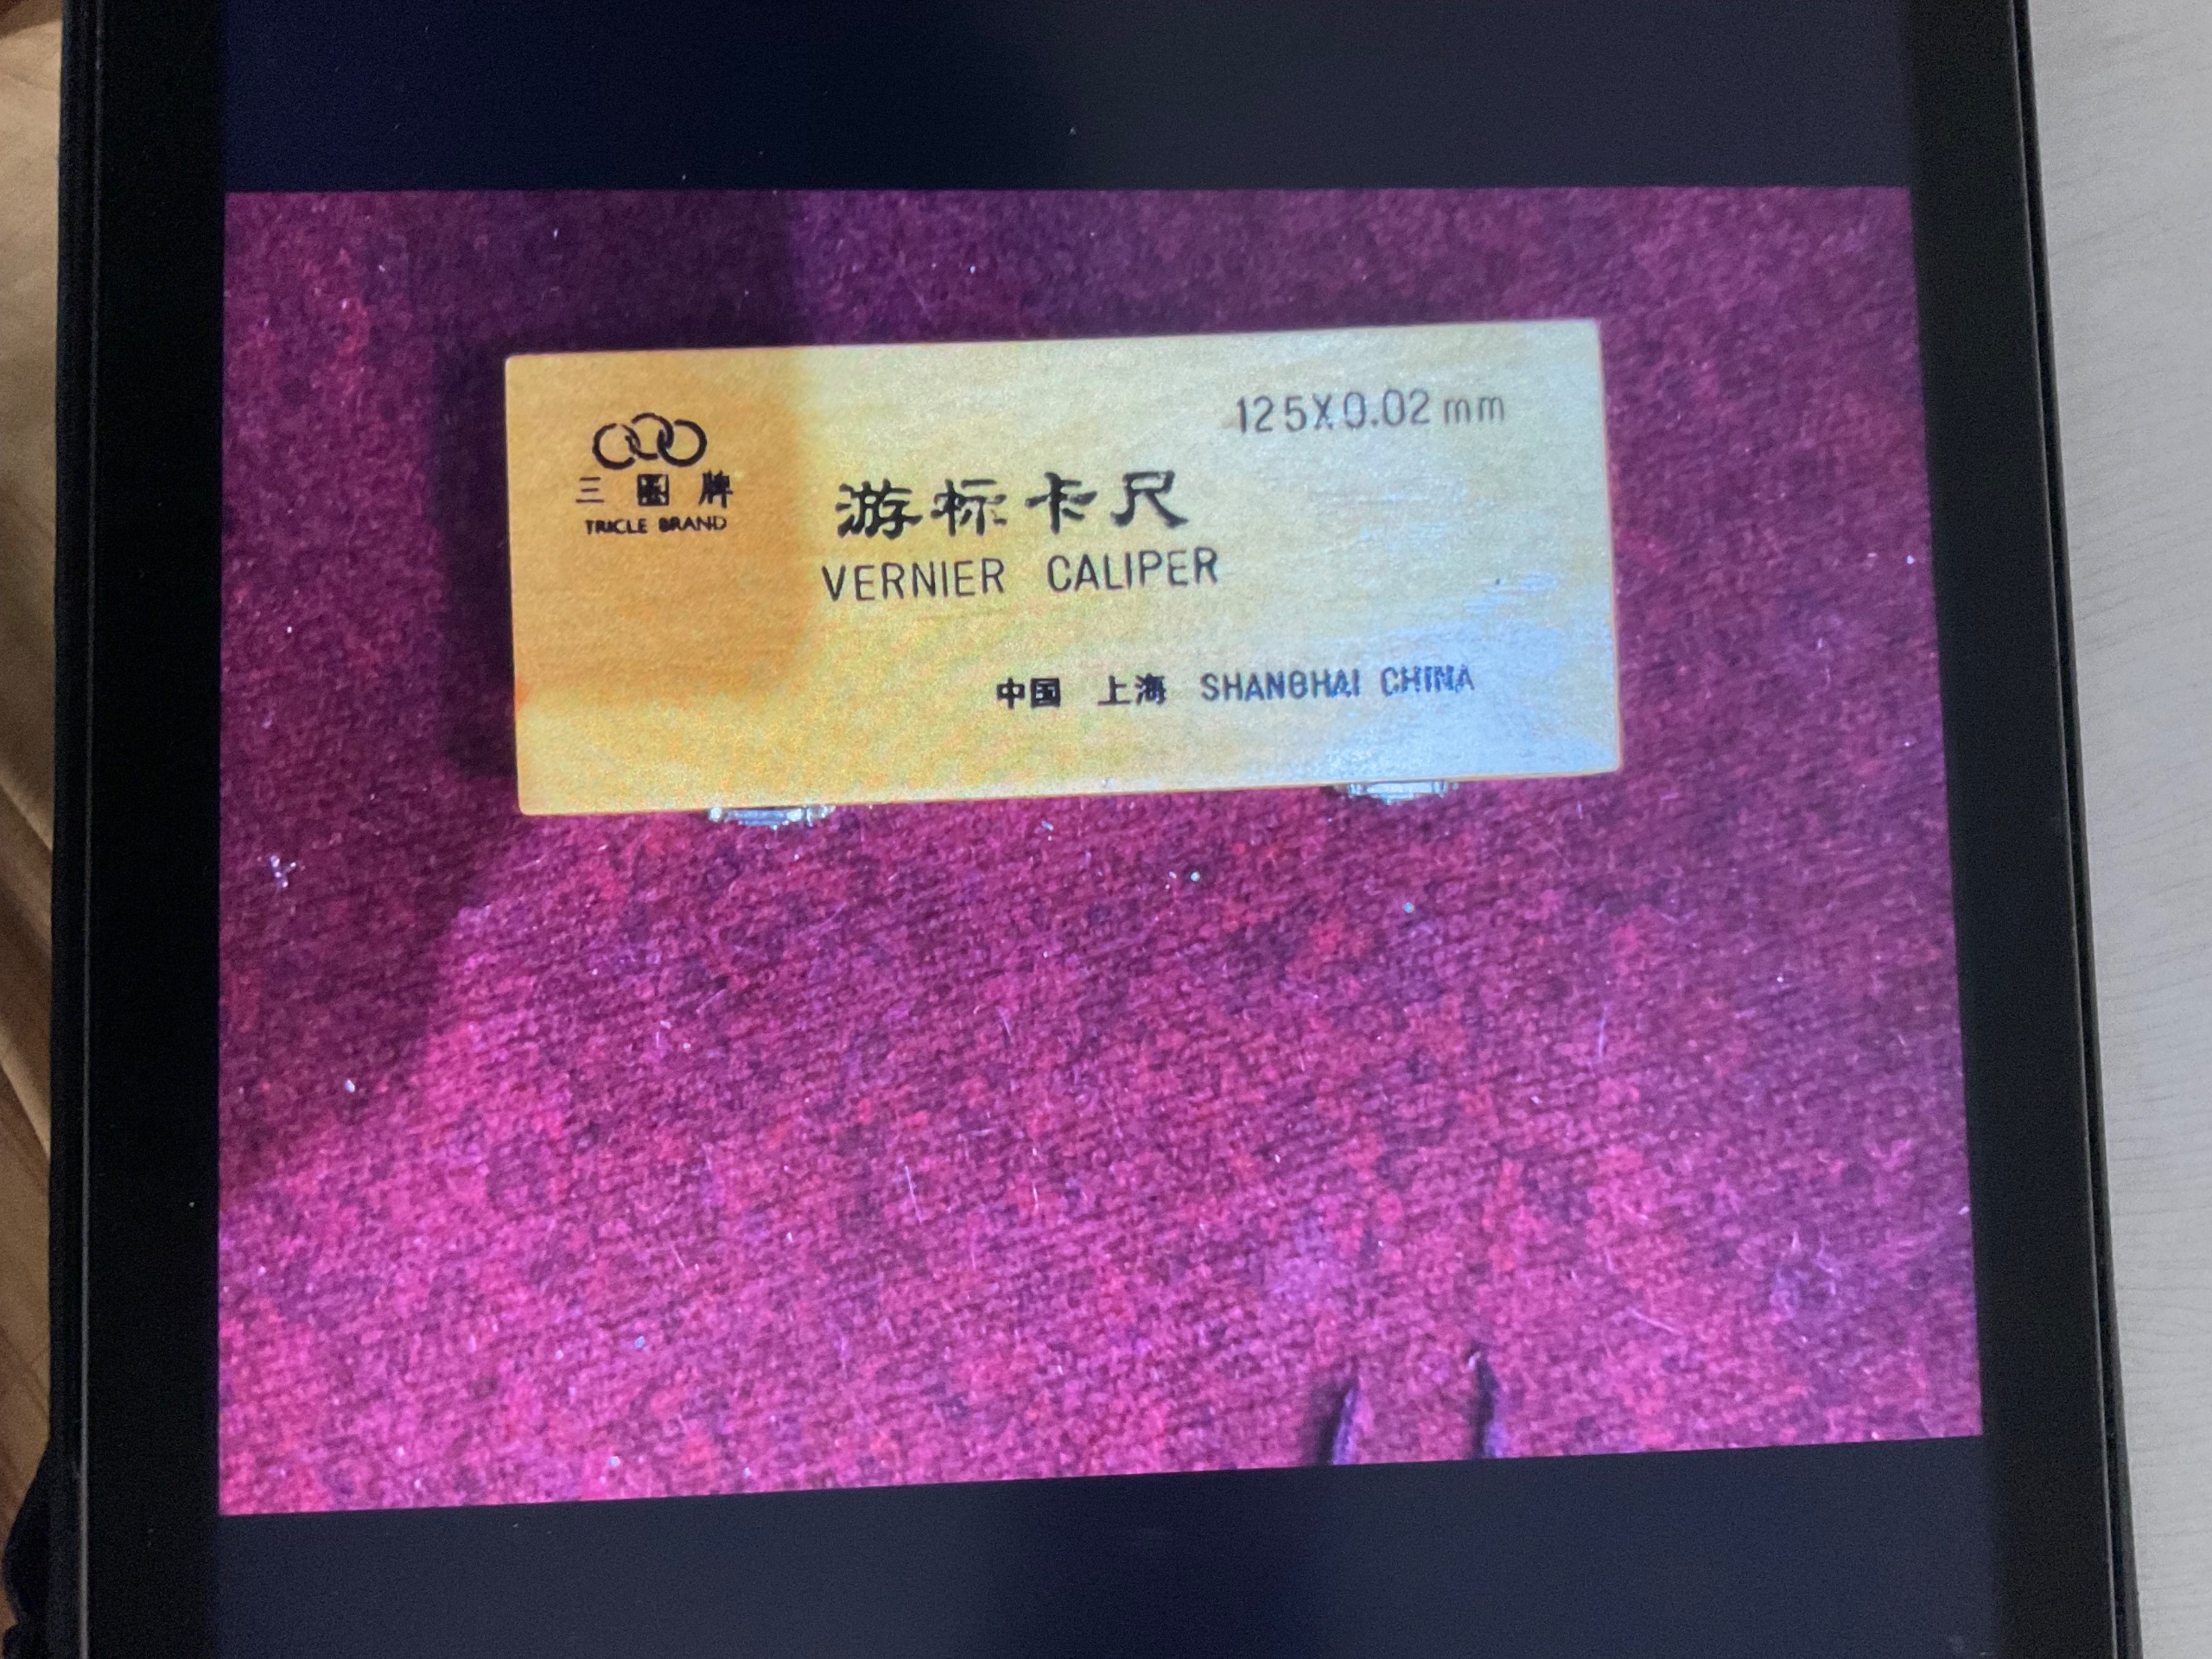 125X0.02mm
三圈牌
TRICLE BRAND
游标卡尺
VERNIER CALIPER
中国 上海 SHANGHAI CHINA